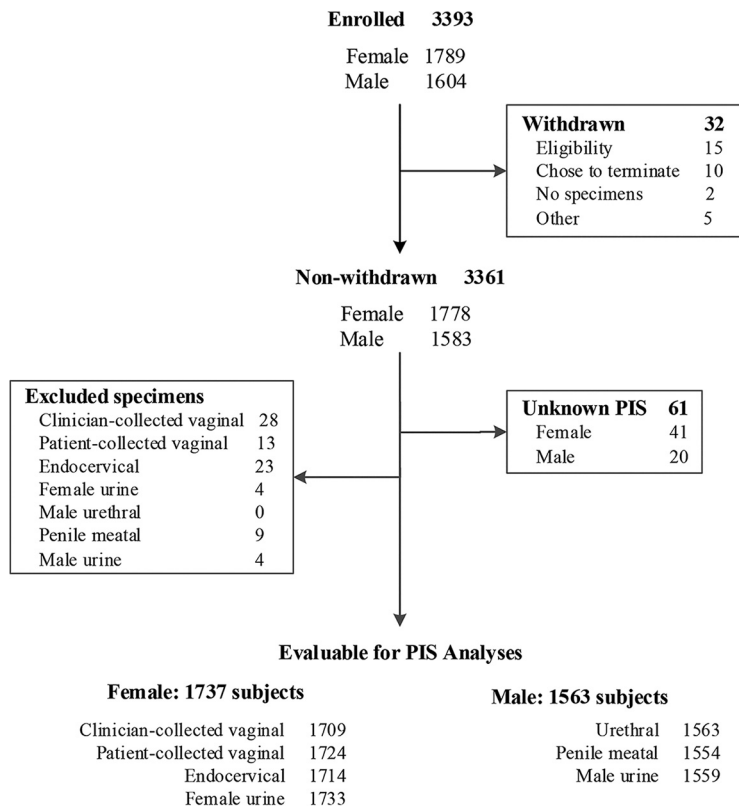 Enrolled 3393
Female 1789
Male 1604
Withdrawn 32
Eligibility 15
Chose to terminate 10
No specimens 2
Other 5
Non-withdrawn 3361
Female 1778
Male 1583
Excluded specimens
Clinician-collected vaginal 28
Patient-collected vaginal 13
Endocervical 23
Female urine 4
Male urethral 0
Penile meatal 9
Male urine 4
Unknown PIS 61
Female 41
Male 20
Evaluable for PIS Analyses
Female: 1737 subjects
Clinician-collected vaginal 1709
Patient-collected vaginal 1724
Endocervical 1714
Female urine 1733
Male: 1563 subjects
Urethral 1563
Penile meatal 1554
Male urine 1559